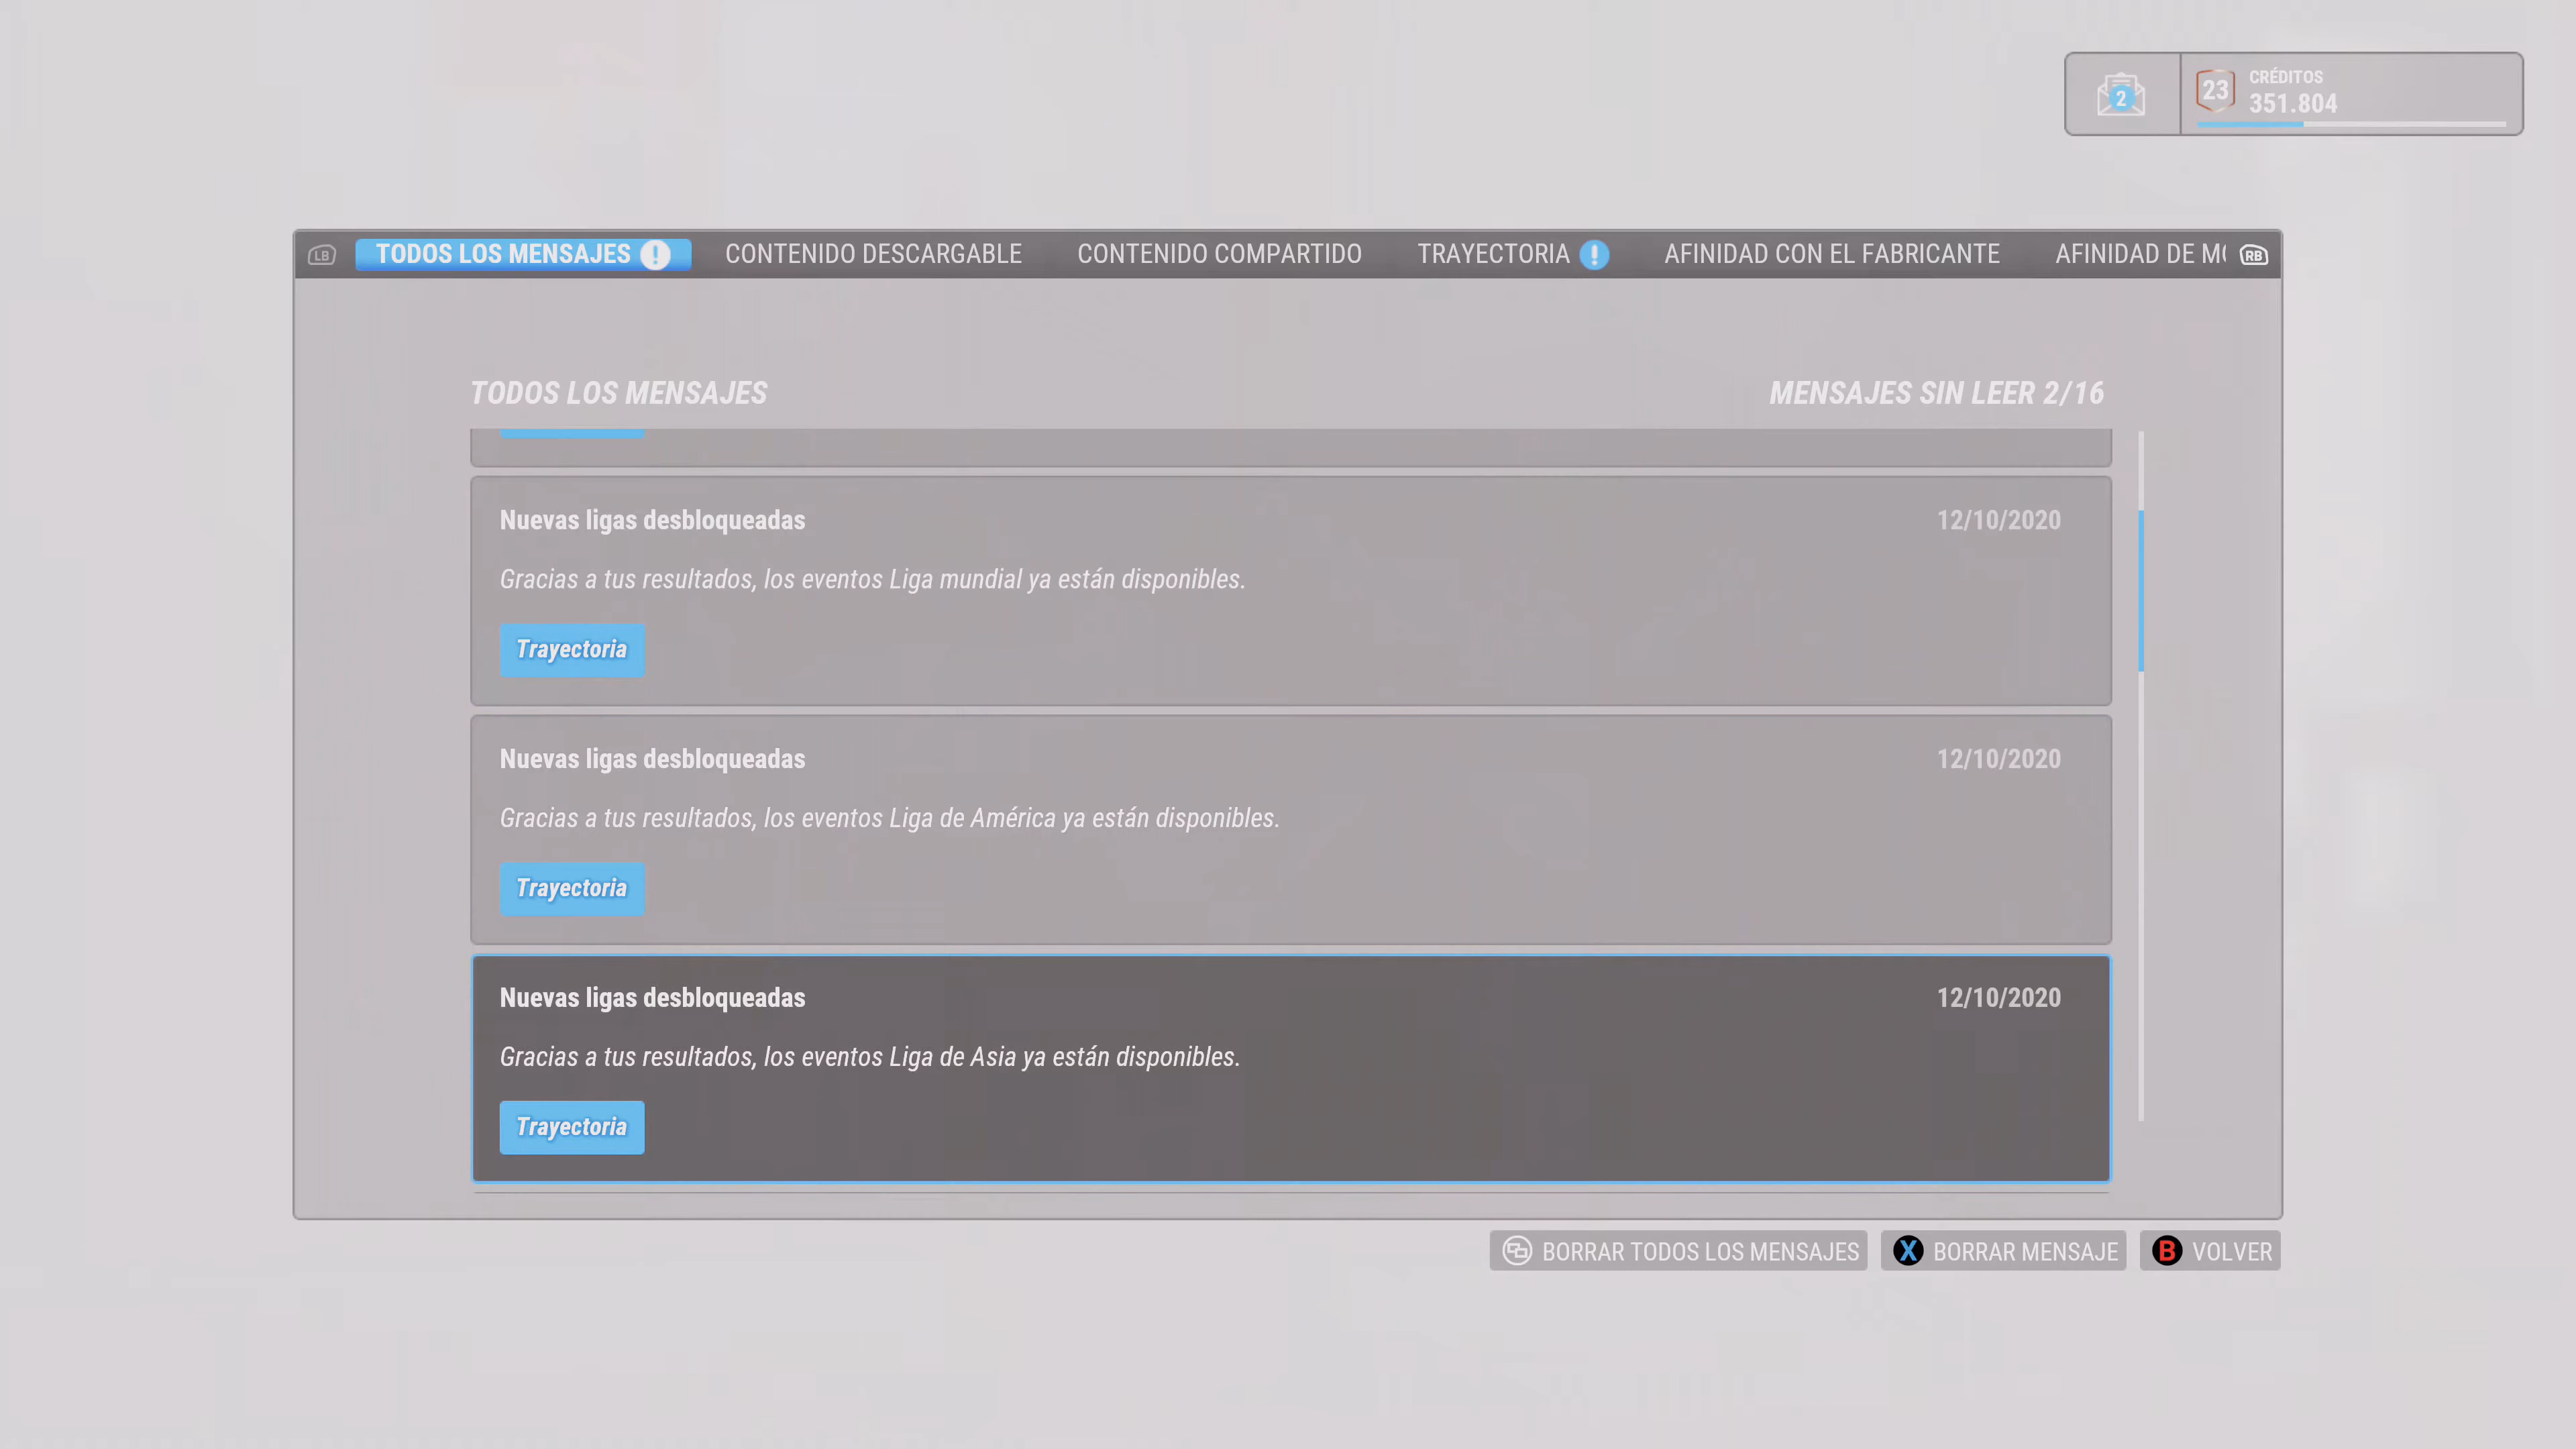 2
23
CRÉDITOS
351.804
LB
TODOS LOS MENSAJES !
CONTENIDO DESCARGABLE
CONTENIDO COMPARTIDO
TRAYECTORIA !
AFINIDAD CON EL FABRICANTE
AFINIDAD DE
RB
TODOS LOS MENSAJES
MENSAJES SIN LEER 2/16
Nuevas ligas desbloqueadas
12/10/2020
Gracias a tus resultados, los eventos Liga mundial ya están disponibles.
Trayectoria
Nuevas ligas desbloqueadas
12/10/2020
Gracias a tus resultados, los eventos Liga de América ya están disponibles.
Trayectoria
Nuevas ligas desbloqueadas
12/10/2020
Gracias a tus resultados, los eventos Liga de Asia ya están disponibles.
Trayectoria
BORRAR TODOS LOS MENSAJES
X BORRAR MENSAJE
B VOLVER